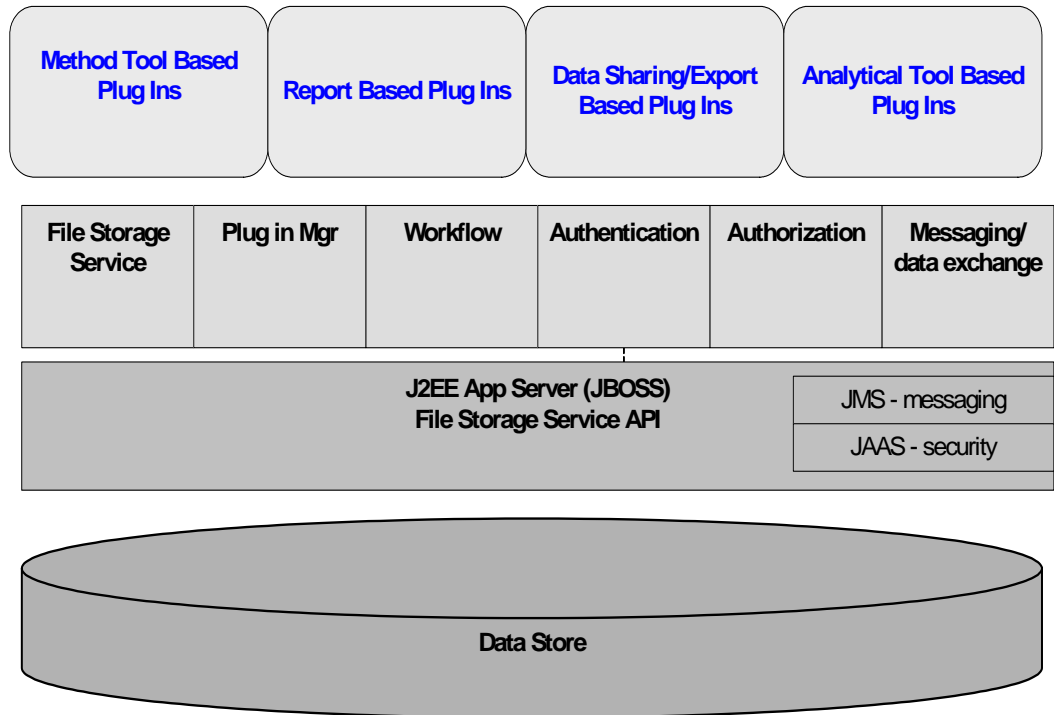 Method Tool Based
Plug Ins
Report Based Plug Ins
Data Sharing/Export
Based Plug Ins
Analytical Tool Based
Plug Ins
File Storage
Service
Plug in Mgr
Workflow
Authentication
Authorization
Messaging/
data exchange
J2EE App Server (JBOSS)
File Storage Service API
JMS - messaging
JAAS - security
Data Store